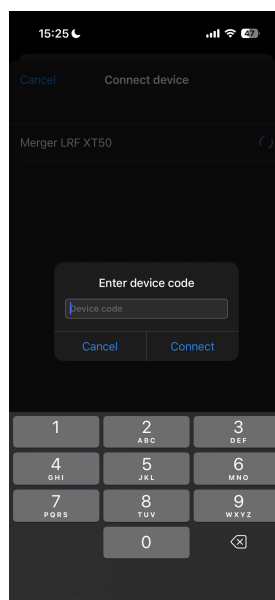 15:25
47
Cancel Connect device
Merger LRF XT50
Enter device code
Device code
Cancel Connect
1 2 3
ABC DEF
4 5 6
GHI JKL MNO
7 8 9
PQRS TUV WXYZ
0